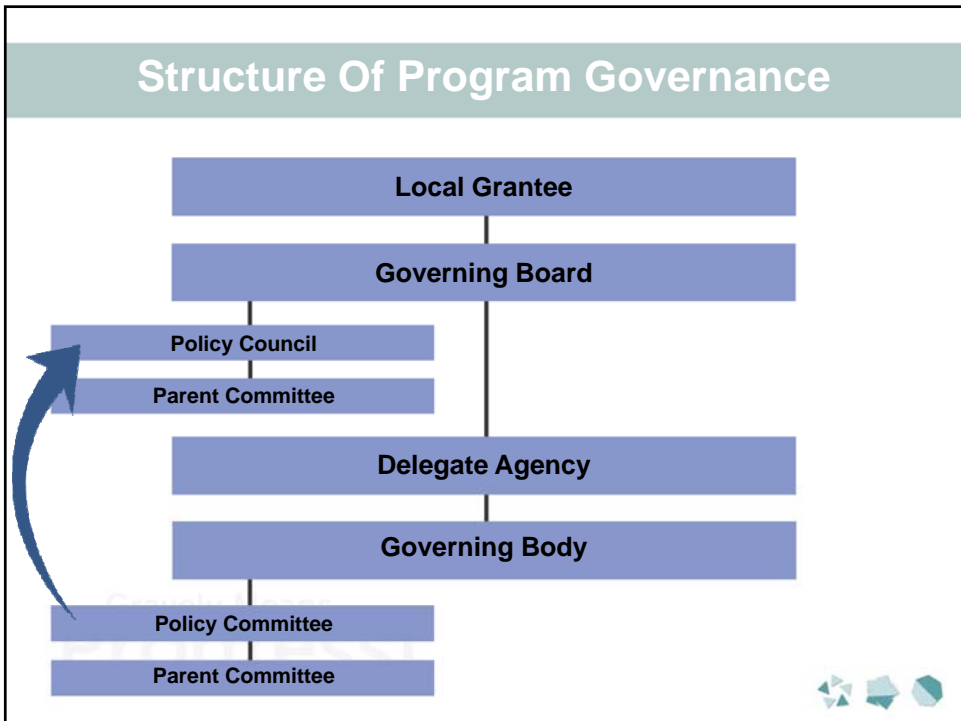 Structure Of Program Governance
Local Grantee
Governing Board
Policy Council
Parent Committee
Delegate Agency
Governing Body
Policy Committee
Parent Committee